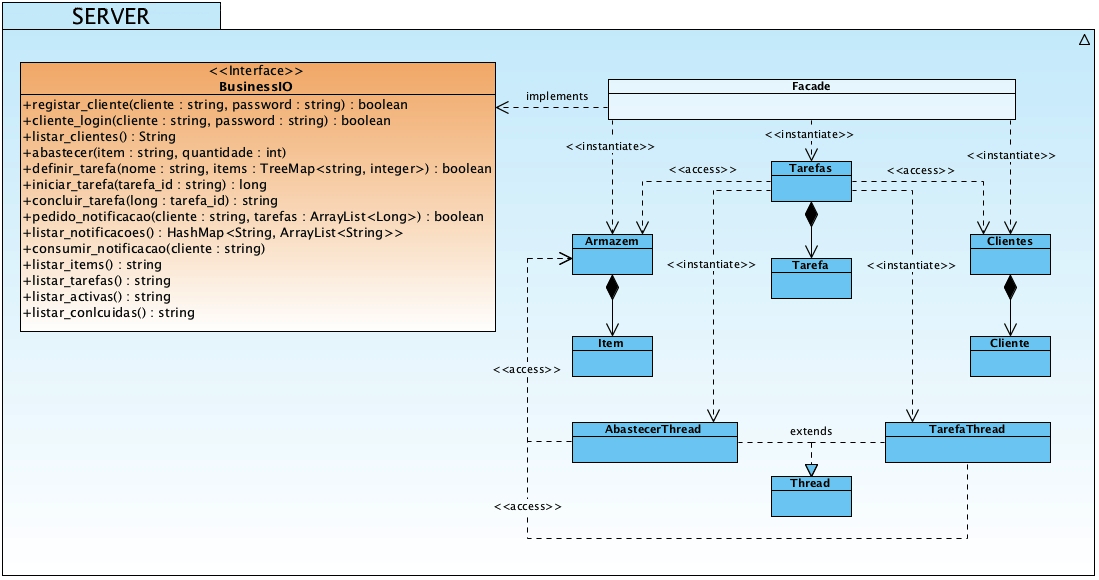 SERVER
<<Interface>>
BusinessIO
+registar_cliente(cliente : string, password : string) : boolean
+cliente_login(cliente : string, password : string) : boolean
+listar_clientes() : String
+abastecer(item : string, quantidade : int)
+definir_tarefa(nome : string, items : TreeMap<string, integer>) : boolean
+iniciar_tarefa(tarefa_id : string) : long
+concluir_tarefa(long : tarefa_id) : string
+pedido_notificacao(cliente : string, tarefas : ArrayList<Long>) : boolean
+listar_notificacoes() : HashMap<String, ArrayList<String>>
+consumir_notificacao(cliente : string)
+listar_items() : string
+listar_tarefas() : string
+listar_activas() : string
+listar_conlcuidas() : string
implements
Facade
<<instantiate>>
<<instantiate>>
<<instantiate>>
<<access>>
Tarefas
<<access>>
Armazem
Clientes
<<instantiate>>
Tarefa
<<instantiate>>
Item
Cliente
<<access>>
AbastecerThread
extends
TarefaThread
Thread
<<access>>